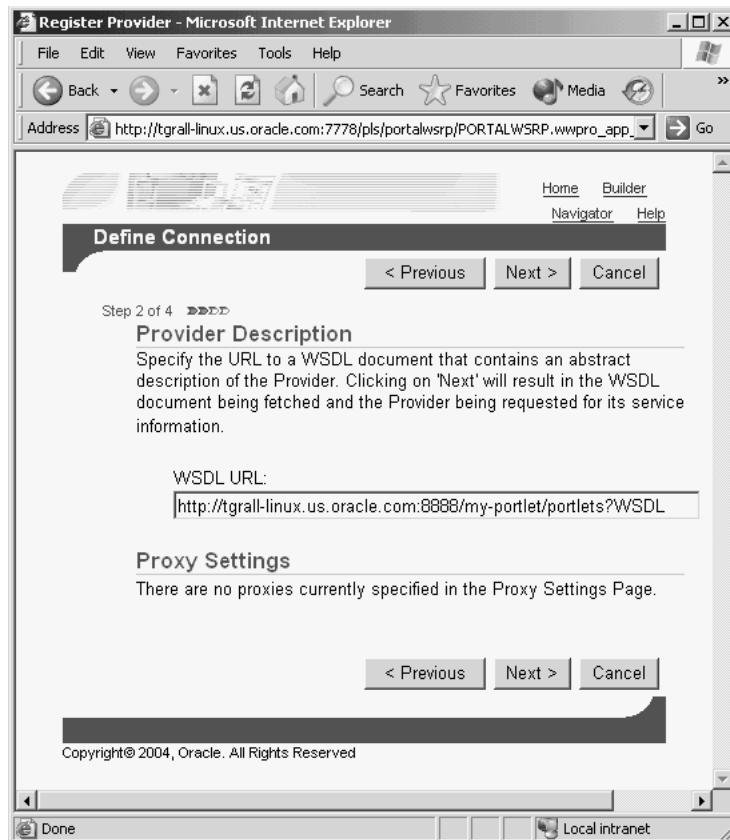 Register Provider - Microsoft Internet Explorer
File Edit View Favorites Tools Help
Back Search Favorites Media »
Address http://tgrall-linux.us.oracle.com:7778/pls/portalwsrp/PORTALWSRP.wwpro_app_ Go
Home Builder
Navigator Help
Define Connection
< Previous Next > Cancel
Step 2 of 4
Provider Description
Specify the URL to a WSDL document that contains an abstract
description of the Provider. Clicking on 'Next' will result in the WSDL
document being fetched and the Provider being requested for its service
information.
WSDL URL:
http://tgrall-linux.us.oracle.com:8888/my-portlet/portlets?WSDL
Proxy Settings
There are no proxies currently specified in the Proxy Settings Page.
< Previous Next > Cancel
Copyright© 2004, Oracle. All Rights Reserved
Done Local intranet